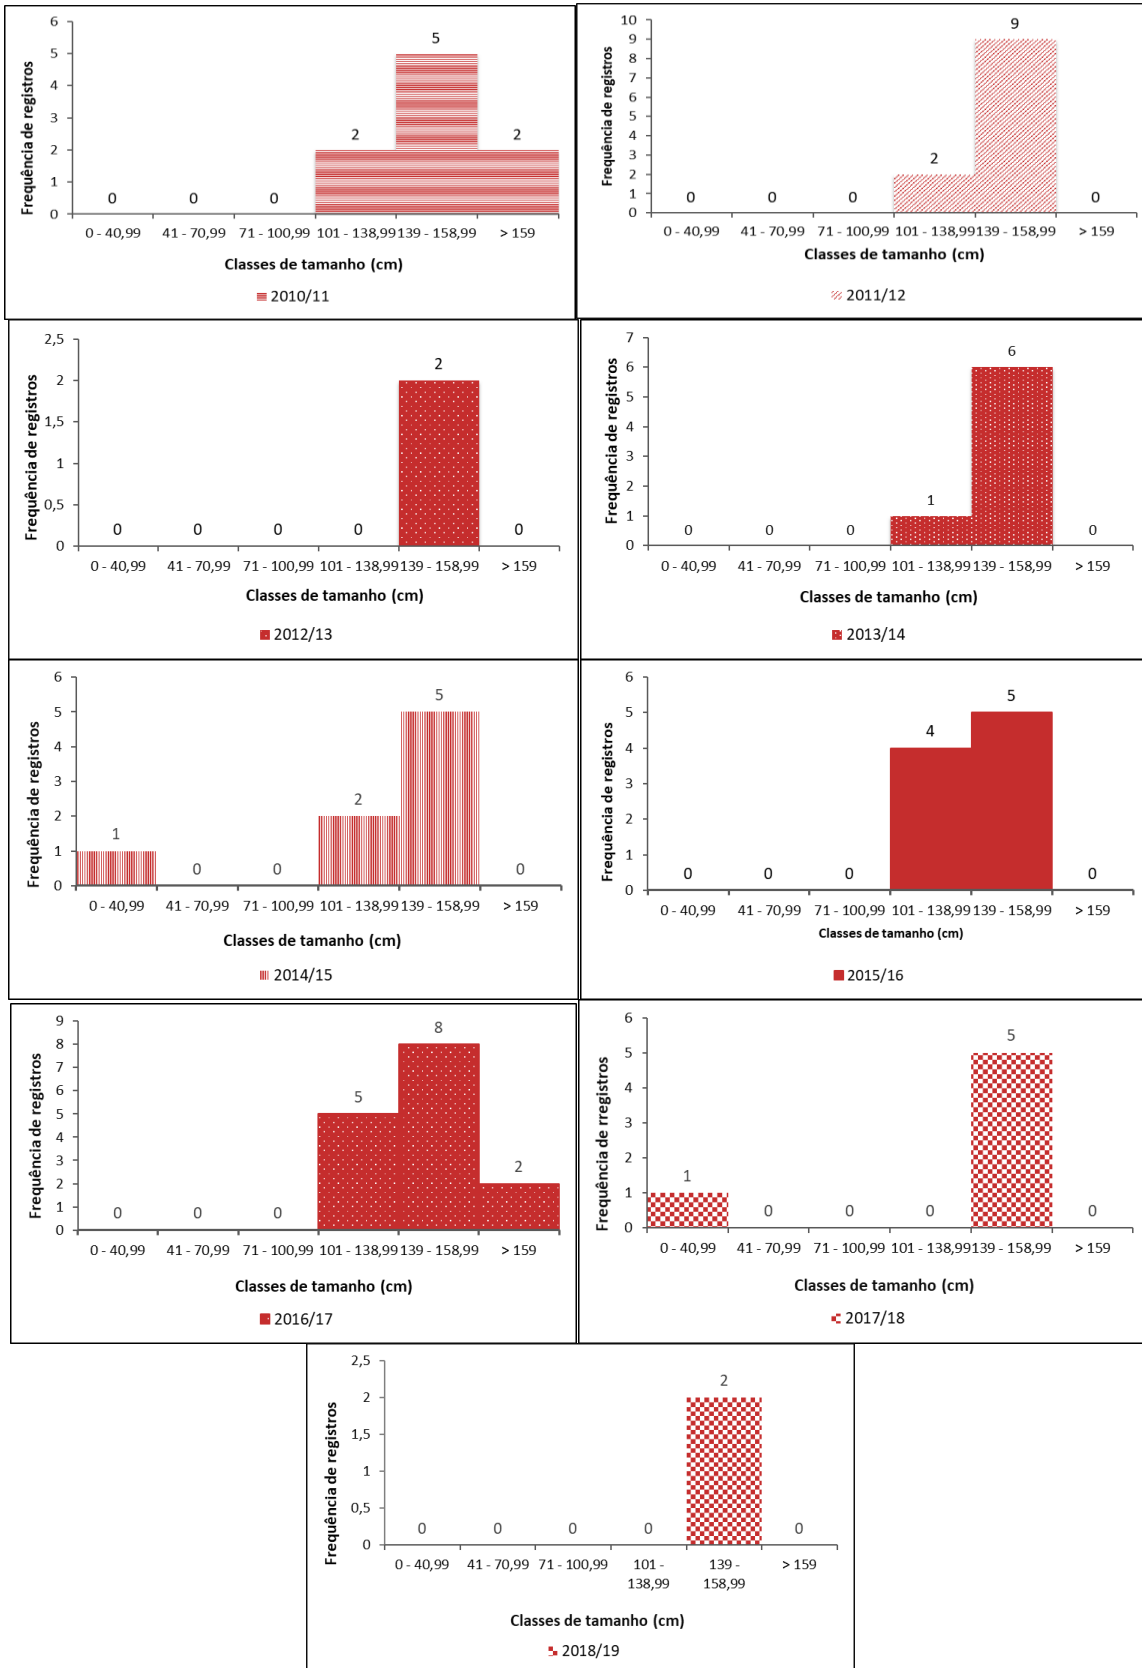 6
5
4
3
2
1
0
Frequência de registros
0 0 0 2 5 2
0 - 40,99 41 - 70,99 71 - 100,99 101 - 138,99 139 - 158,99 > 159
Classes de tamanho (cm)
2010/11
10
9
8
7
6
5
4
3
2
1
0
Frequência de registros
0 0 0 2 9 0
0 - 40,99 41 - 70,99 71 - 100,99 101 - 138,99 139 - 158,99 > 159
Classes de tamanho (cm)
2011/12
2,5
2
1,5
1
0,5
0
Frequência de registros
0 0 0 0 2 0
0 - 40,99 41 - 70,99 71 - 100,99 101 - 138,99 139 - 158,99 > 159
Classes de tamanho (cm)
2012/13
7
6
5
4
3
2
1
0
Frequência de registros
0 0 0 1 6 0
0 - 40,99 41 - 70,99 71 - 100,99 101 - 138,99 139 - 158,99 > 159
Classes de tamanho (cm)
2013/14
6
5
4
3
2
1
0
Frequência de registros
1 0 0 2 5 0
0 - 40,99 41 - 70,99 71 - 100,99 101 - 138,99 139 - 158,99 > 159
Classes de tamanho (cm)
2014/15
6
5
4
3
2
1
0
Frequência de registros
0 0 0 4 5 0
0 - 40,99 41 - 70,99 71 - 100,99 101 - 138,99 139 - 158,99 > 159
Classes de tamanho (cm)
2015/16
9
8
7
6
5
4
3
2
1
0
Frequência de registros
0 0 0 5 8 2
0 - 40,99 41 - 70,99 71 - 100,99 101 - 138,99 139 - 158,99 > 159
Classes de tamanho (cm)
2016/17
6
5
4
3
2
1
0
Frequência de rregistros
1 0 0 0 5 0
0 - 40,99 41 - 70,99 71 - 100,99 101 - 138,99 139 - 158,99 > 159
Classes de tamanho (cm)
2017/18
2,5
2
1,5
1
0,5
0
Frequência de registros
0 0 0 0 2 0
0 - 40,99 41 - 70,99 71 - 100,99 101 - 139 - > 159
138,99 158,99
Classes de tamanho (cm)
2018/19